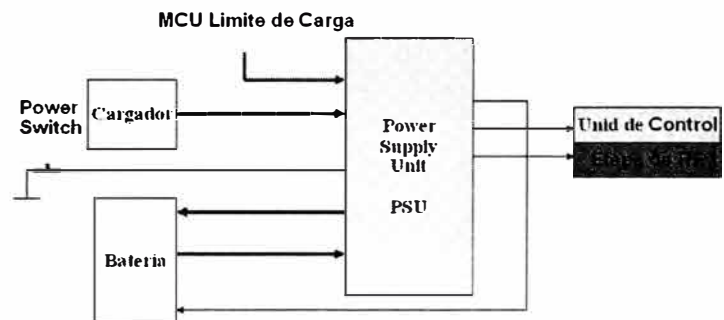 MCU Limite de Carga
Power
Switch
Cargador
Power
Supply
Unit
PSU
Unid de Control
Bateria